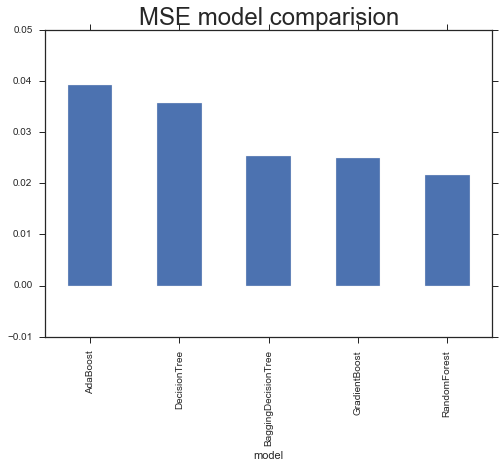 MSE model comparision
0.05
0.04
0.03
0.02
0.01
0.00
−0.01
AdaBoost
DecisionTree
BaggingDecisionTree
GradientBoost
RandomForest
model